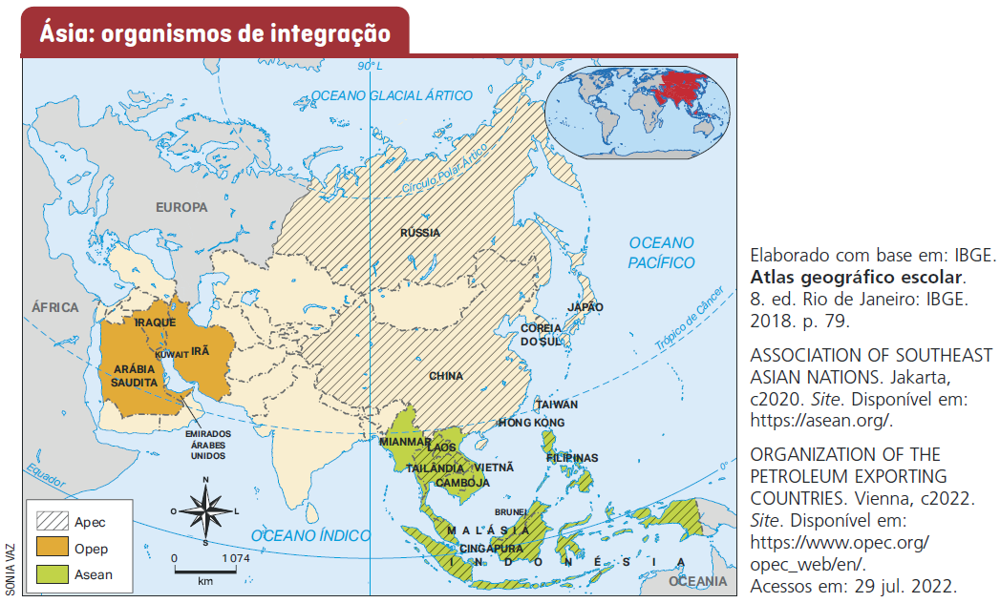 Ásia: organismos de integração
90° L
OCEANO GLACIAL ÁRTICO
Círculo Polar Ártico
EUROPA
RÚSSIA
OCEANO
PACÍFICO
ÁFRICA
IRAQUE
KUWAIT
IRÃ
ARÁBIA
SAUDITA
JAPÃO
COREIA
DO SUL
Trópico de Câncer
CHINA
TAIWAN
HONG KONG
EMIRADOS
ÁRABES
UNIDOS
MIANMAR
LAOS
TAILÂNDIA
VIETNÃ
CAMBOJA
FILIPINAS
Equador
0°
N
O
L
S
BRUNEI
MALÁSIA
CINGAPURA
INDONÉSIA
OCEANO ÍNDICO
OCEANIA
Apec
Opep
Asean
0
1 074
km
SONIA VAZ
Elaborado com base em: IBGE.
Atlas geográfico escolar.
8. ed. Rio de Janeiro: IBGE.
2018. p. 79.
ASSOCIATION OF SOUTHEAST
ASIAN NATIONS. Jakarta,
c2020. Site. Disponível em:
https://asean.org/.
ORGANIZATION OF THE
PETROLEUM EXPORTING
COUNTRIES. Vienna, c2022.
Site. Disponível em:
https://www.opec.org/
opec_web/en/.
Acessos em: 29 jul. 2022.